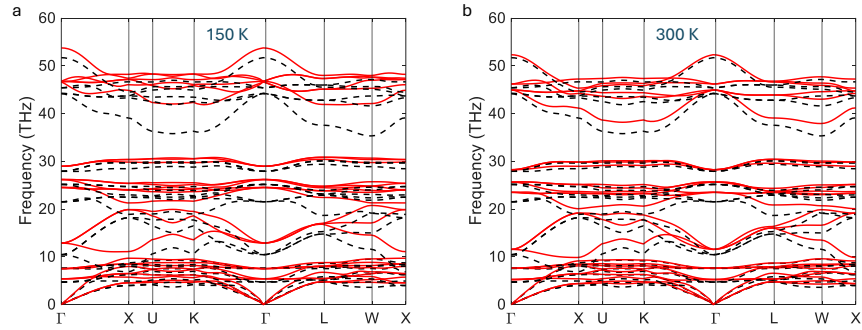 a
150 K
Frequency (THz)
60
50
40
30
20
10
0
Γ X U K Γ L W X
b
300 K
Frequency (THz)
60
50
40
30
20
10
0
Γ X U K Γ L W X